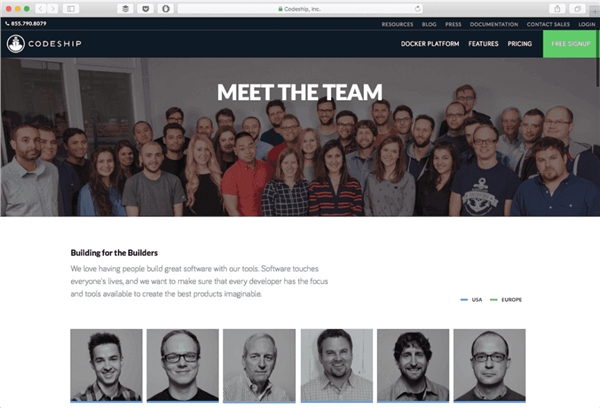 Codeship, Inc.
855.790.8079
RESOURCES BLOG PRESS DOCUMENTATION CONTACT SALES LOGIN
CODESHIP
DOCKER PLATFORM FEATURES PRICING FREE SIGNUP
MEET THE TEAM
Building for the Builders
We love having people build great software with our tools. Software touches
everyone's lives, and we want to make sure that every developer has the focus
and tools available to create the best products imaginable.
USA EUROPE